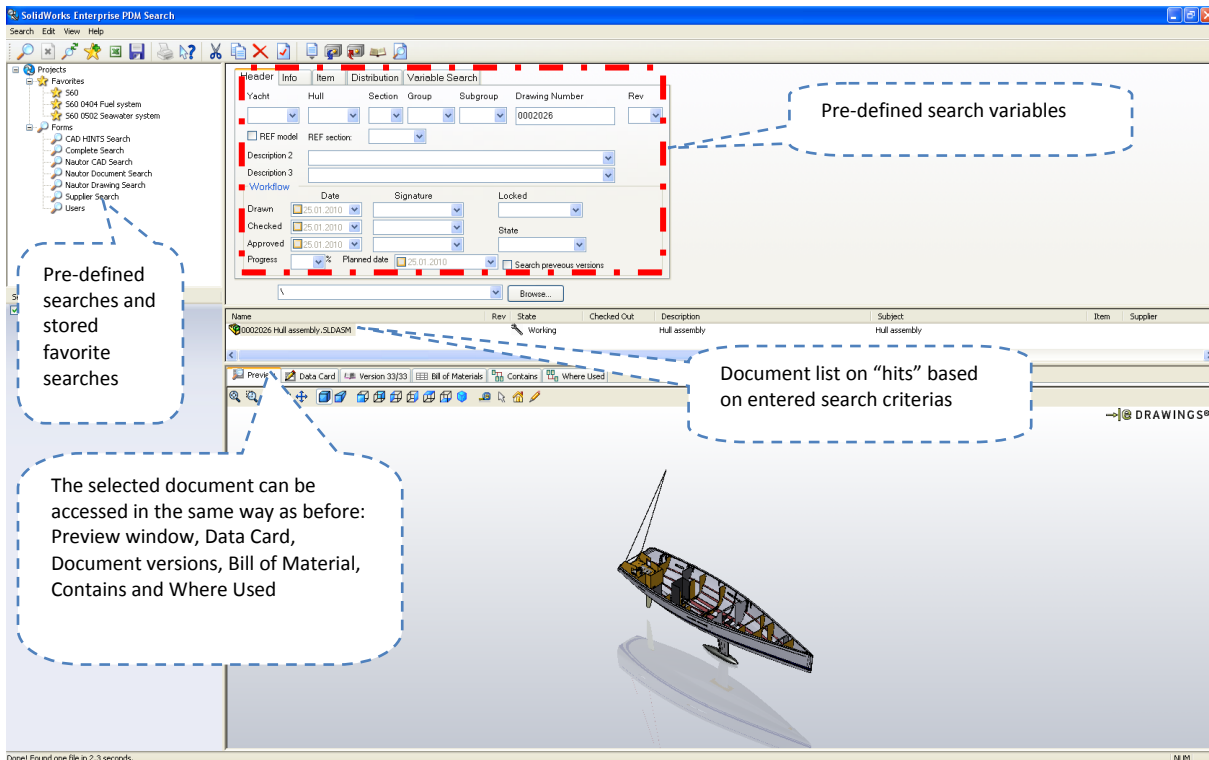 SolidWorks Enterprise PDM Search
Search Edit View Help
Projects
Favorites
S60
S60 0404 Fuel system
S60 0502 Seawater system
Forms
CAD HINTS Search
Complete Search
Nautor CAD Search
Nautor Document Search
Nautor Drawing Search
Supplier Search
Users
Header Info Item Distribution Variable Search
Yacht Hull Section Group Subgroup Drawing Number Rev
0002026
REF model REF section:
Description 2
Description 3
Workflow
Date Signature Locked
Drawn 25.01.2010
Checked 25.01.2010
State
Approved 25.01.2010
Progress % Planned date 25.01.2010 Search preveous versions
\ Browse...
Pre-defined search variables
Pre-defined
searches and
stored
favorite
searches
Name Rev State Checked Out Description Subject Item Supplier
0002026 Hull assembly.SLDASM Working Hull assembly Hull assembly
Document list on “hits” based
on entered search criterias
Data Card Version 33/33 Bill of Materials Contains Where Used
DRAWINGS®
The selected document can be
accessed in the same way as before:
Preview window, Data Card,
Document versions, Bill of Material,
Contains and Where Used
Done! Found one file in 2.3 seconds.
NUM